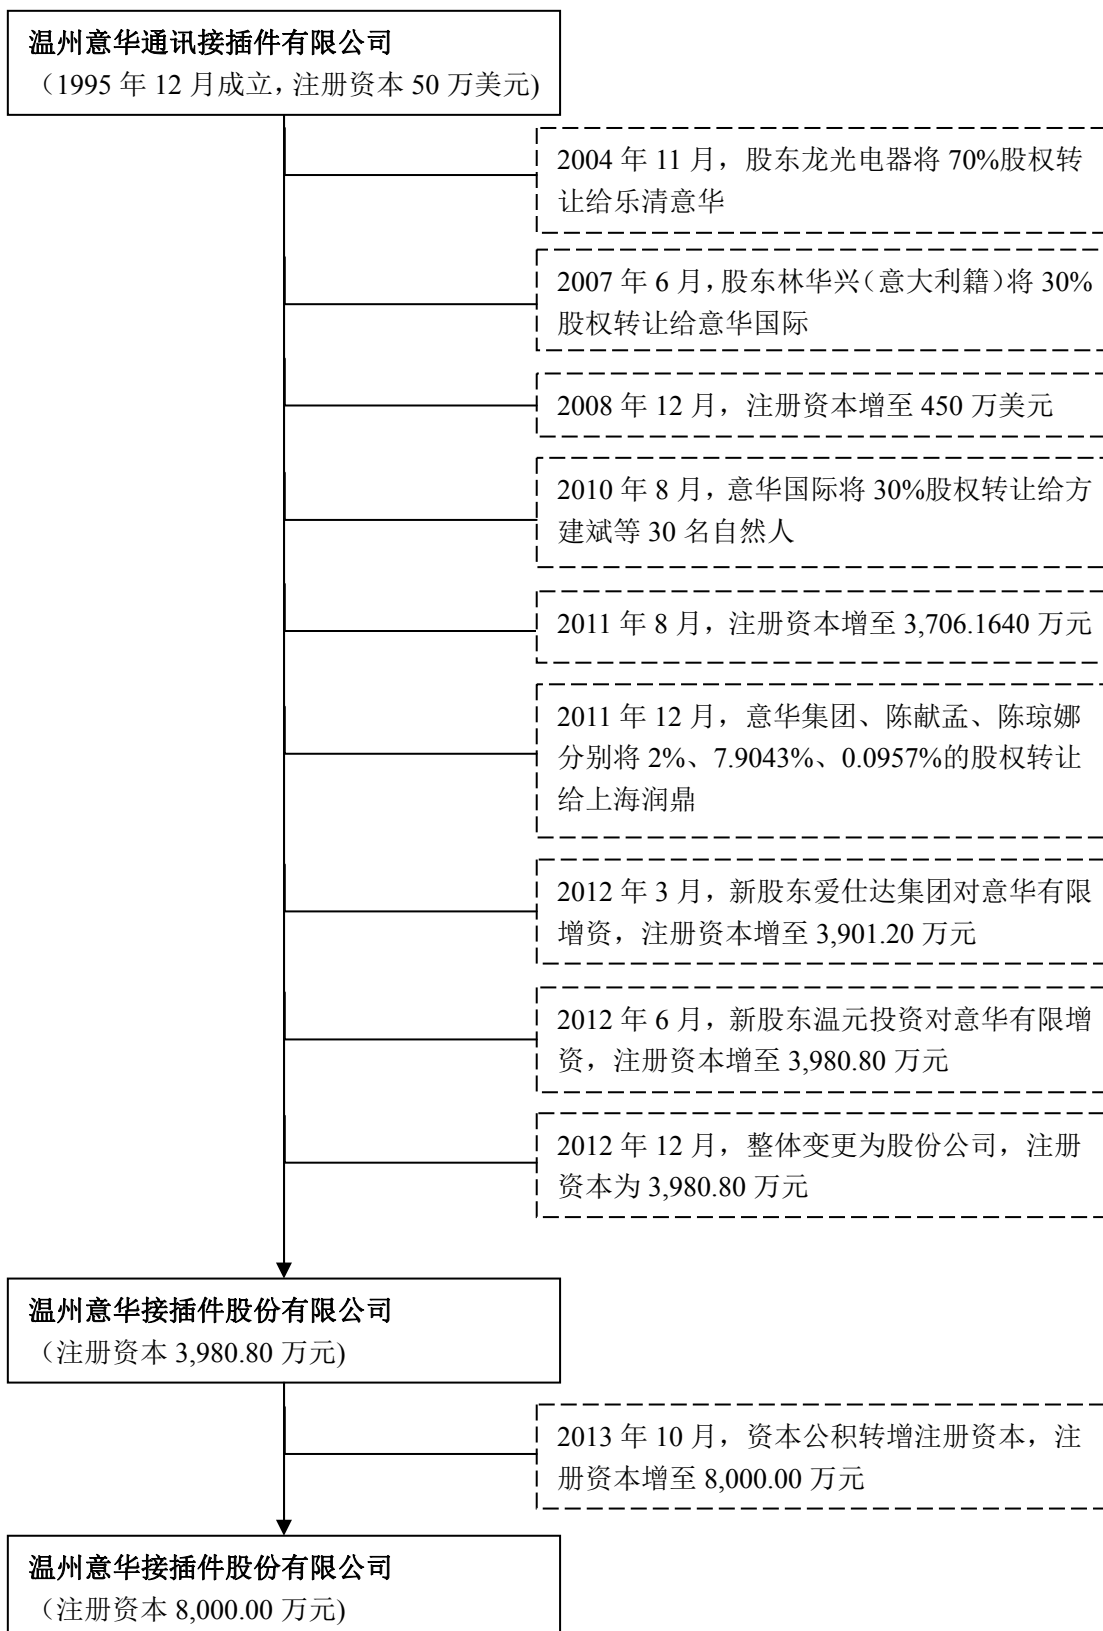 温州意华通讯接插件有限公司
（1995 年 12 月成立，注册资本 50 万美元)
2004 年 11 月，股东龙光电器将 70%股权转
让给乐清意华
2007 年 6 月，股东林华兴（意大利籍）将 30%
股权转让给意华国际
2008 年 12 月，注册资本增至 450 万美元
2010 年 8 月，意华国际将 30%股权转让给方
建斌等 30 名自然人
2011 年 8 月，注册资本增至 3,706.1640 万元
2011 年 12 月，意华集团、陈献孟、陈琼娜
分别将 2%、7.9043%、0.0957%的股权转让
给上海润鼎
2012 年 3 月，新股东爱仕达集团对意华有限
增资，注册资本增至 3,901.20 万元
2012 年 6 月，新股东温元投资对意华有限增
资，注册资本增至 3,980.80 万元
2012 年 12 月，整体变更为股份公司，注册
资本为 3,980.80 万元
温州意华接插件股份有限公司
（注册资本 3,980.80 万元)
2013 年 10 月，资本公积转增注册资本，注
册资本增至 8,000.00 万元
温州意华接插件股份有限公司
（注册资本 8,000.00 万元)